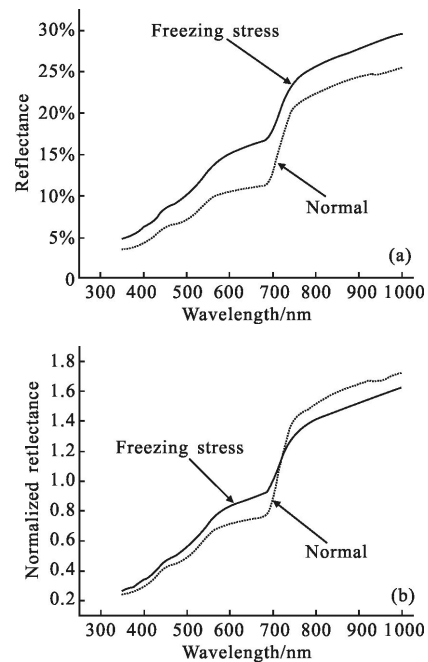 30%
25%
20%
15%
10%
5%
0
Reflectance
Freezing stress
Normal
(a)
300 400 500 600 700 800 900 1000
Wavelength/nm
1.8
1.6
1.4
1.2
1.0
0.8
0.6
0.4
0.2
Normalized retlectance
Freezing stress
Normal
(b)
300 400 500 600 700 800 900 1000
Wavelength/nm